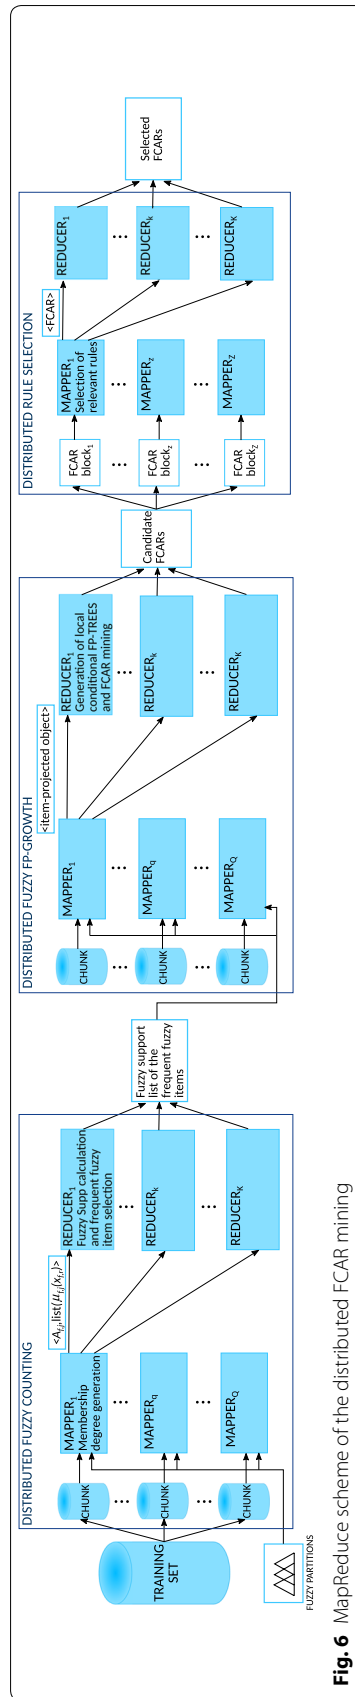 DISTRIBUTED FUZZY COUNTING
TRAINING
SET
FUZZY PARTITIONS
CHUNK
...
CHUNK
...
CHUNK
MAPPER1
Membership
degree generation
...
MAPPERq
...
MAPPERQ
<Af,j,list(μf,j(xf,r)>
REDUCER1
Fuzzy Supp calculation
and frequent fuzzy
item selection
...
REDUCERk
...
REDUCERK
Fuzzy support
list of the
frequent fuzzy
items
DISTRIBUTED FUZZY FP-GROWTH
CHUNK
...
CHUNK
...
CHUNK
MAPPER1
...
MAPPERq
...
MAPPERQ
<item-projected object>
REDUCER1
Generation of local
conditional FP-TREES
and FCAR mining
...
REDUCERk
...
REDUCERK
Candidate
FCARs
DISTRIBUTED RULE SELECTION
FCAR
block1
...
FCAR
blockz
...
FCAR
blockZ
MAPPER1
Selection of
relevant rules
...
MAPPERz
...
MAPPERZ
<FCAR>
REDUCER1
...
REDUCERk
...
REDUCERK
Selected
FCARs
Fig. 6 MapReduce scheme of the distributed FCAR mining